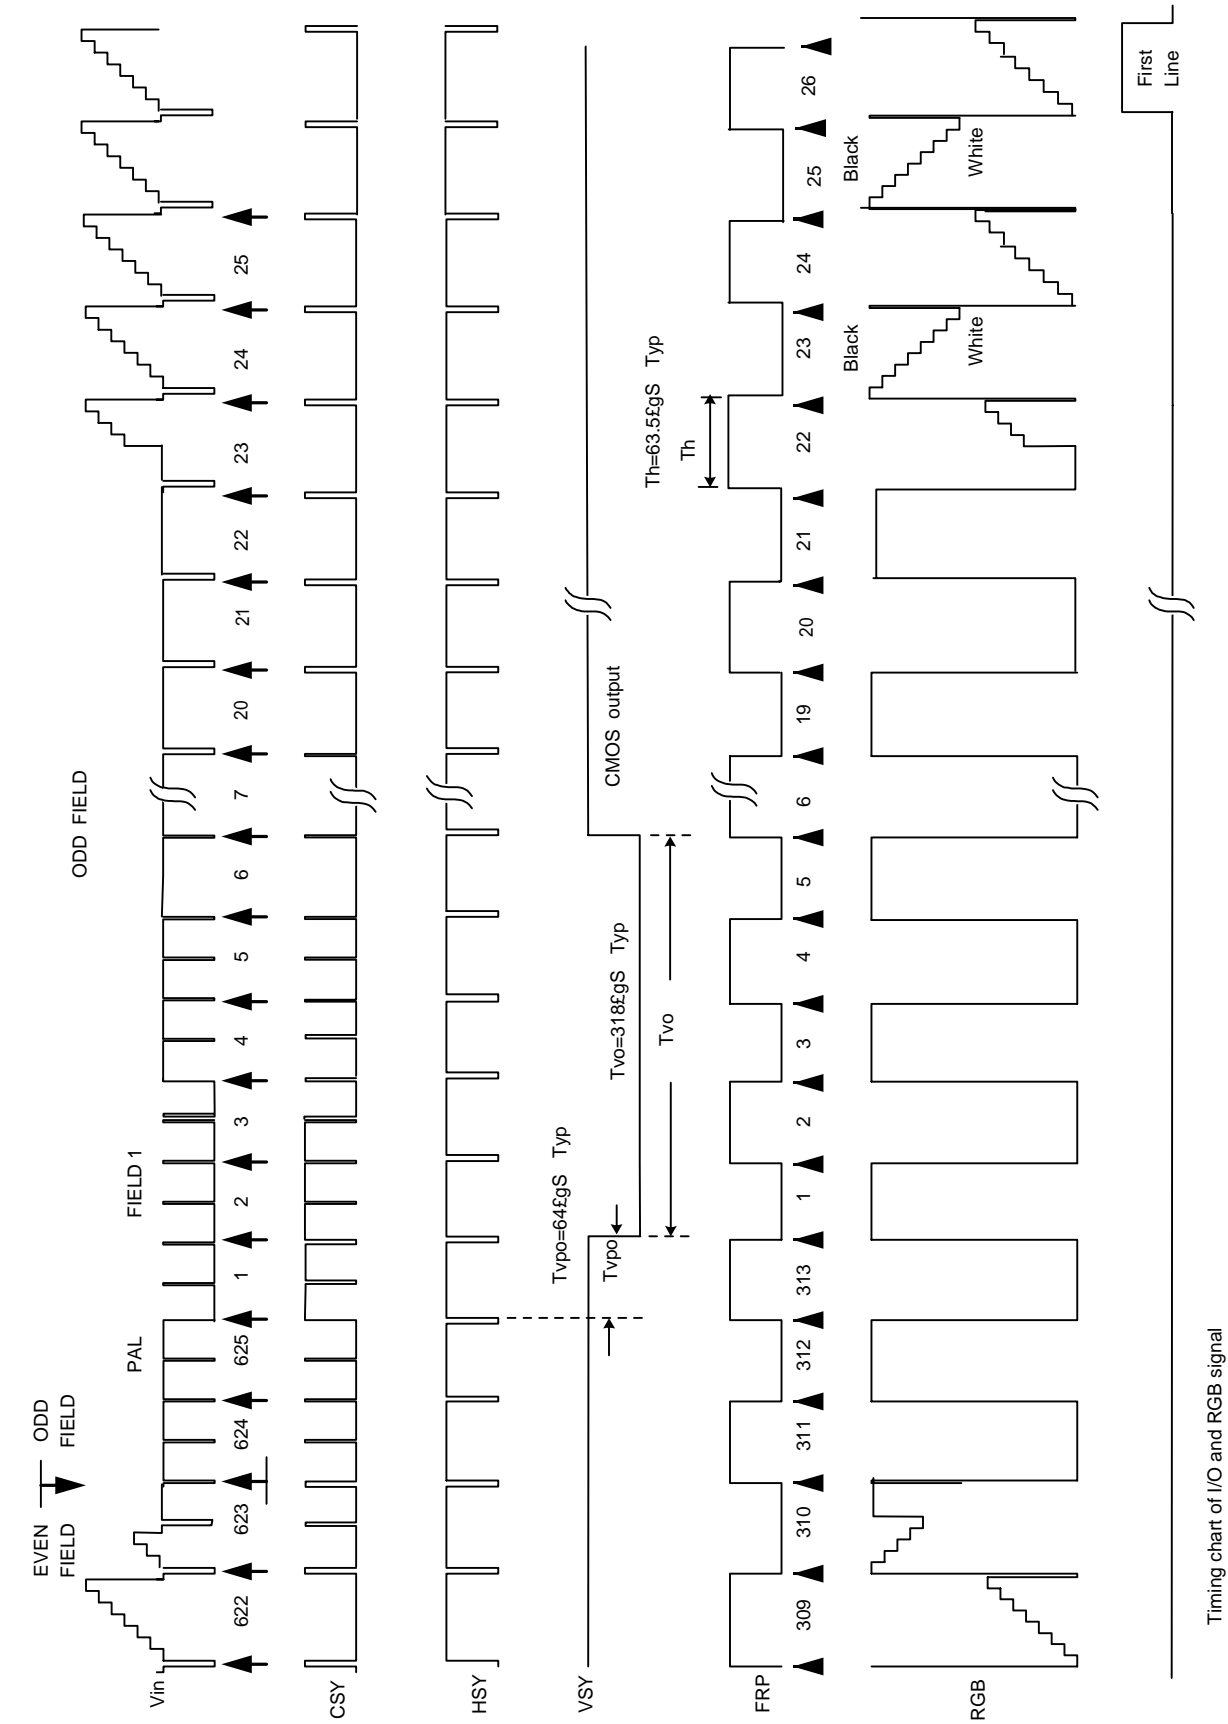 EVEN FIELD
ODD FIELD
PAL
FIELD 1
ODD FIELD
Vin
622
623
624
625
1
2
3
4
5
6
7
20
21
22
23
24
25
CSY
HSY
VSY
Tvpo=64£gS Typ
Tvpo
Tvo=318£gS Typ
Tvo
CMOS output
Th=63.5£gS Typ
Th
FRP
309
310
311
312
313
1
2
3
4
5
6
19
20
21
22
23
24
25
26
RGB
Black
White
Black
White
First
Line
Timing chart of I/O and RGB signal